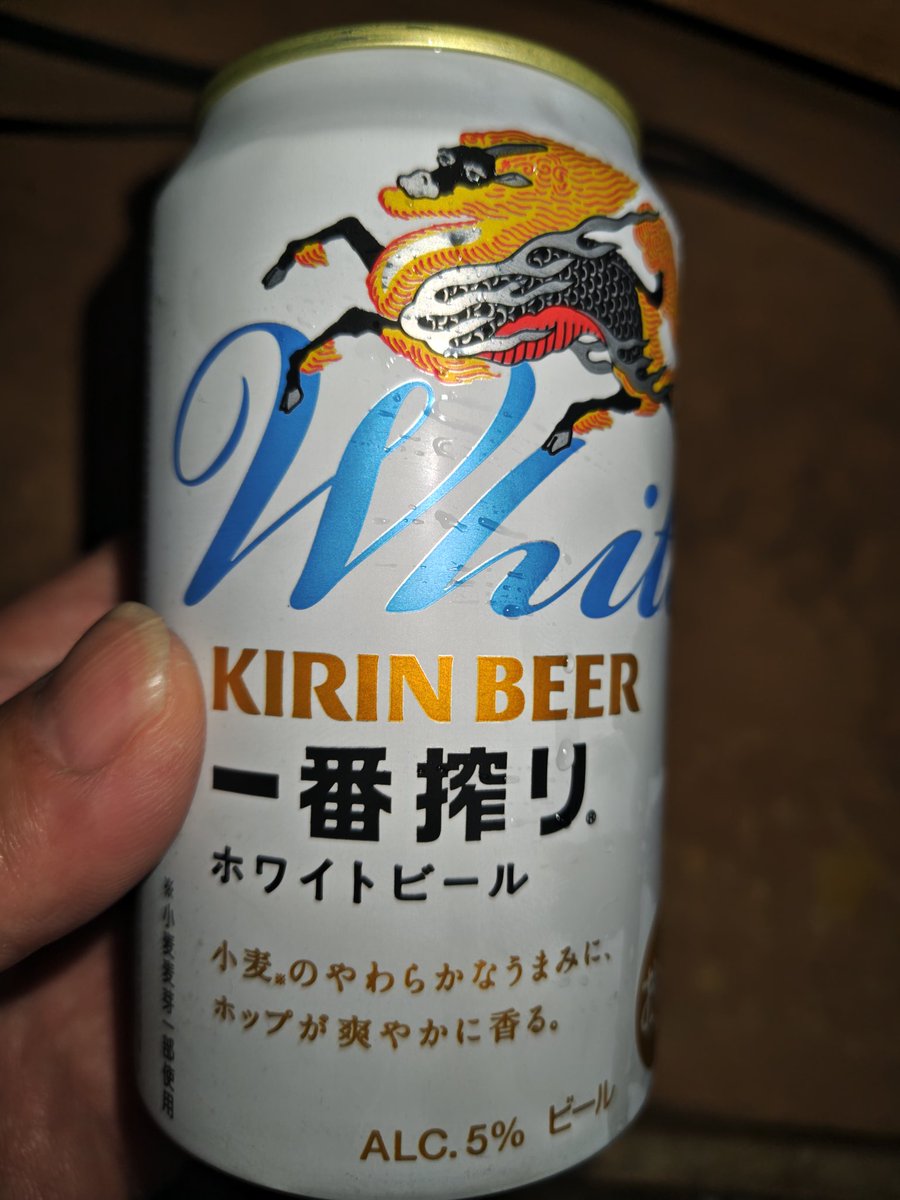 White
KIRIN BEER
一番搾り®
ホワイトビール
小麦※のやわらかなうまみに、
ホップが爽やかに香る。
※小麦麦芽一部使用
ALC.5% ビール